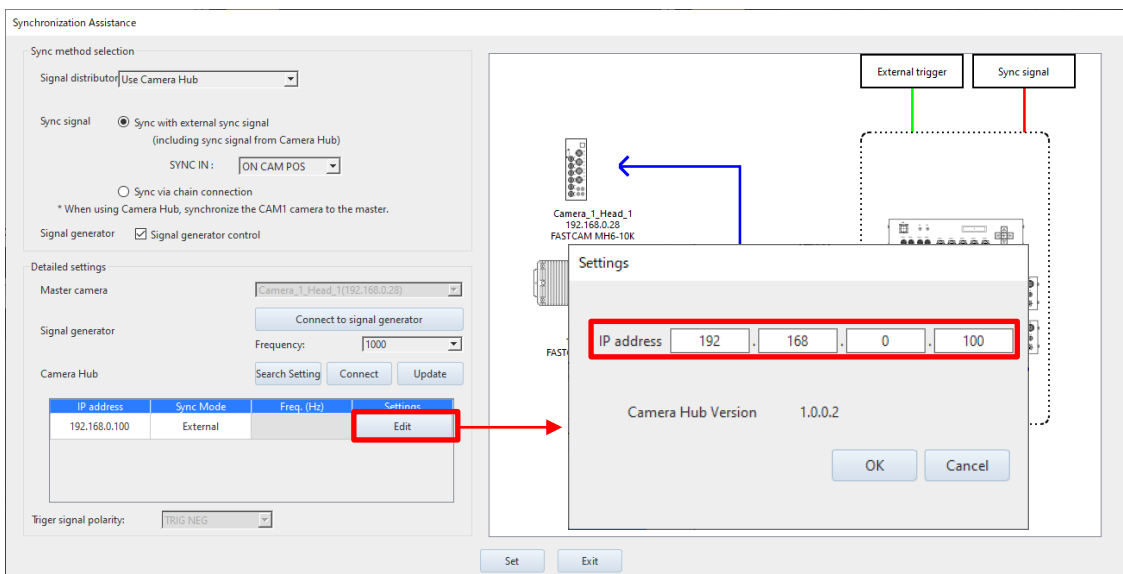 Synchronization Assistance
Sync method selection
Signal distributor Use Camera Hub
Sync signal Sync with external sync signal
(including sync signal from Camera Hub)
SYNC IN : ON CAM POS
Sync via chain connection
* When using Camera Hub, synchronize the CAM1 camera to the master.
Signal generator Signal generator control
Detailed settings
Master camera Camera_1_Head_1(192.168.0.28)
Signal generator Connect to signal generator
Frequency: 1000
Camera Hub Search Setting Connect Update
IP address Sync Mode Freq. (Hz) Settings
192.168.0.100 External Edit
Triger signal polarity: TRIG NEG
External trigger Sync signal
Camera_1_Head_1
192.168.0.28
FASTCAM MH6-10K
Settings
IP address 192 . 168 . 0 . 100
Camera Hub Version 1.0.0.2
OK Cancel
Set Exit